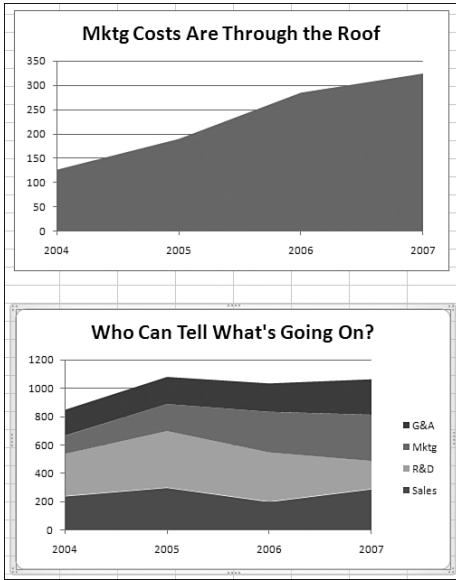 Mktg Costs Are Through the Roof
350
300
250
200
150
100
50
0
2004 2005 2006 2007
Who Can Tell What's Going On?
1200
1000
800
600
400
200
0
2004 2005 2006 2007
G&A
Mktg
R&D
Sales